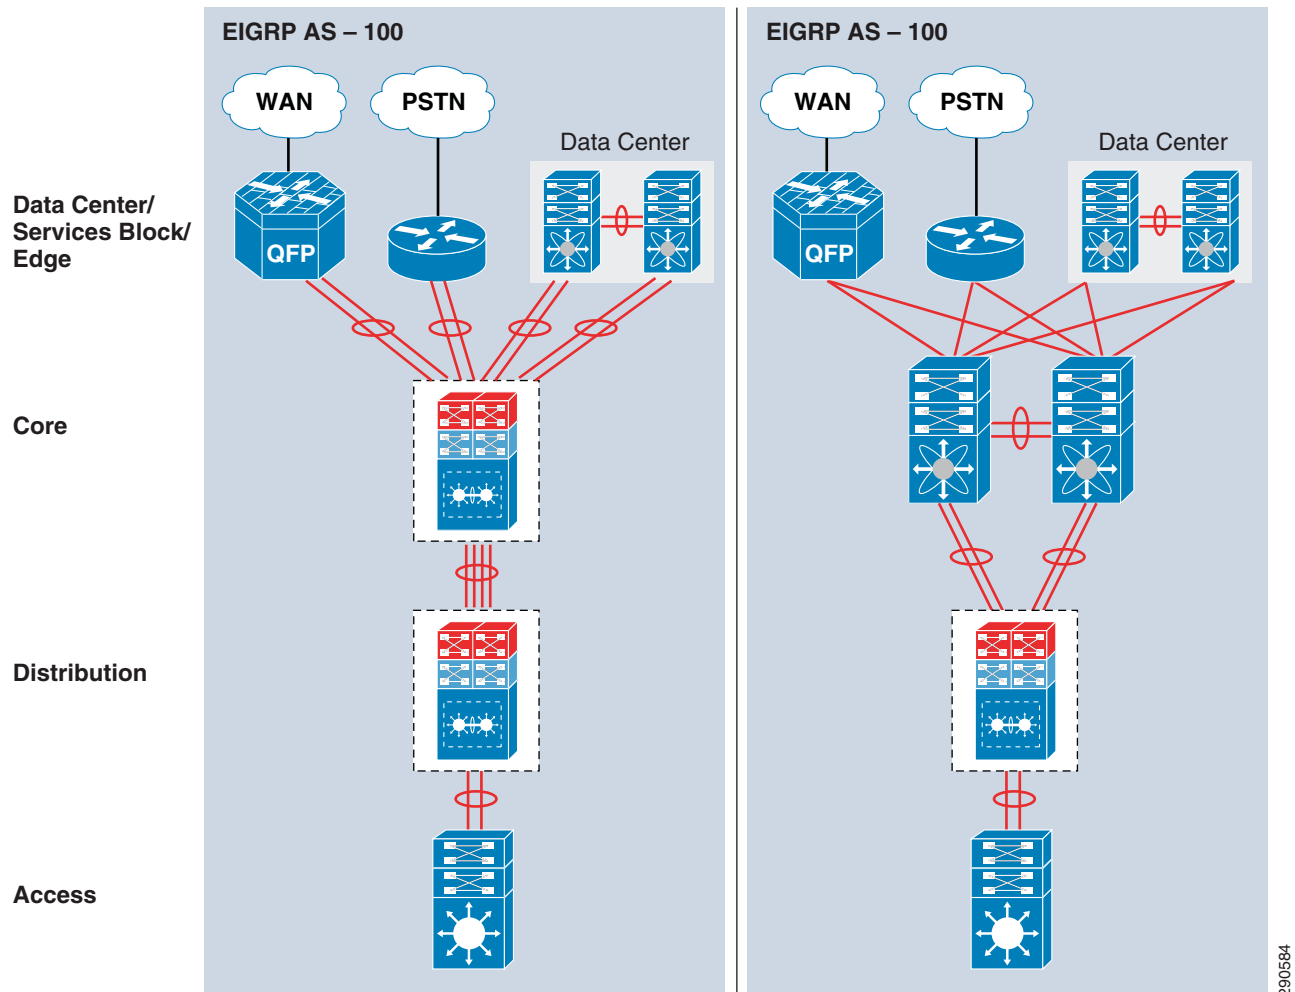 EIGRP AS – 100
WAN
PSTN
Data Center
QFP
EIGRP AS – 100
WAN
PSTN
Data Center
QFP
Data Center/
Services Block/
Edge
Core
Distribution
Access
290584